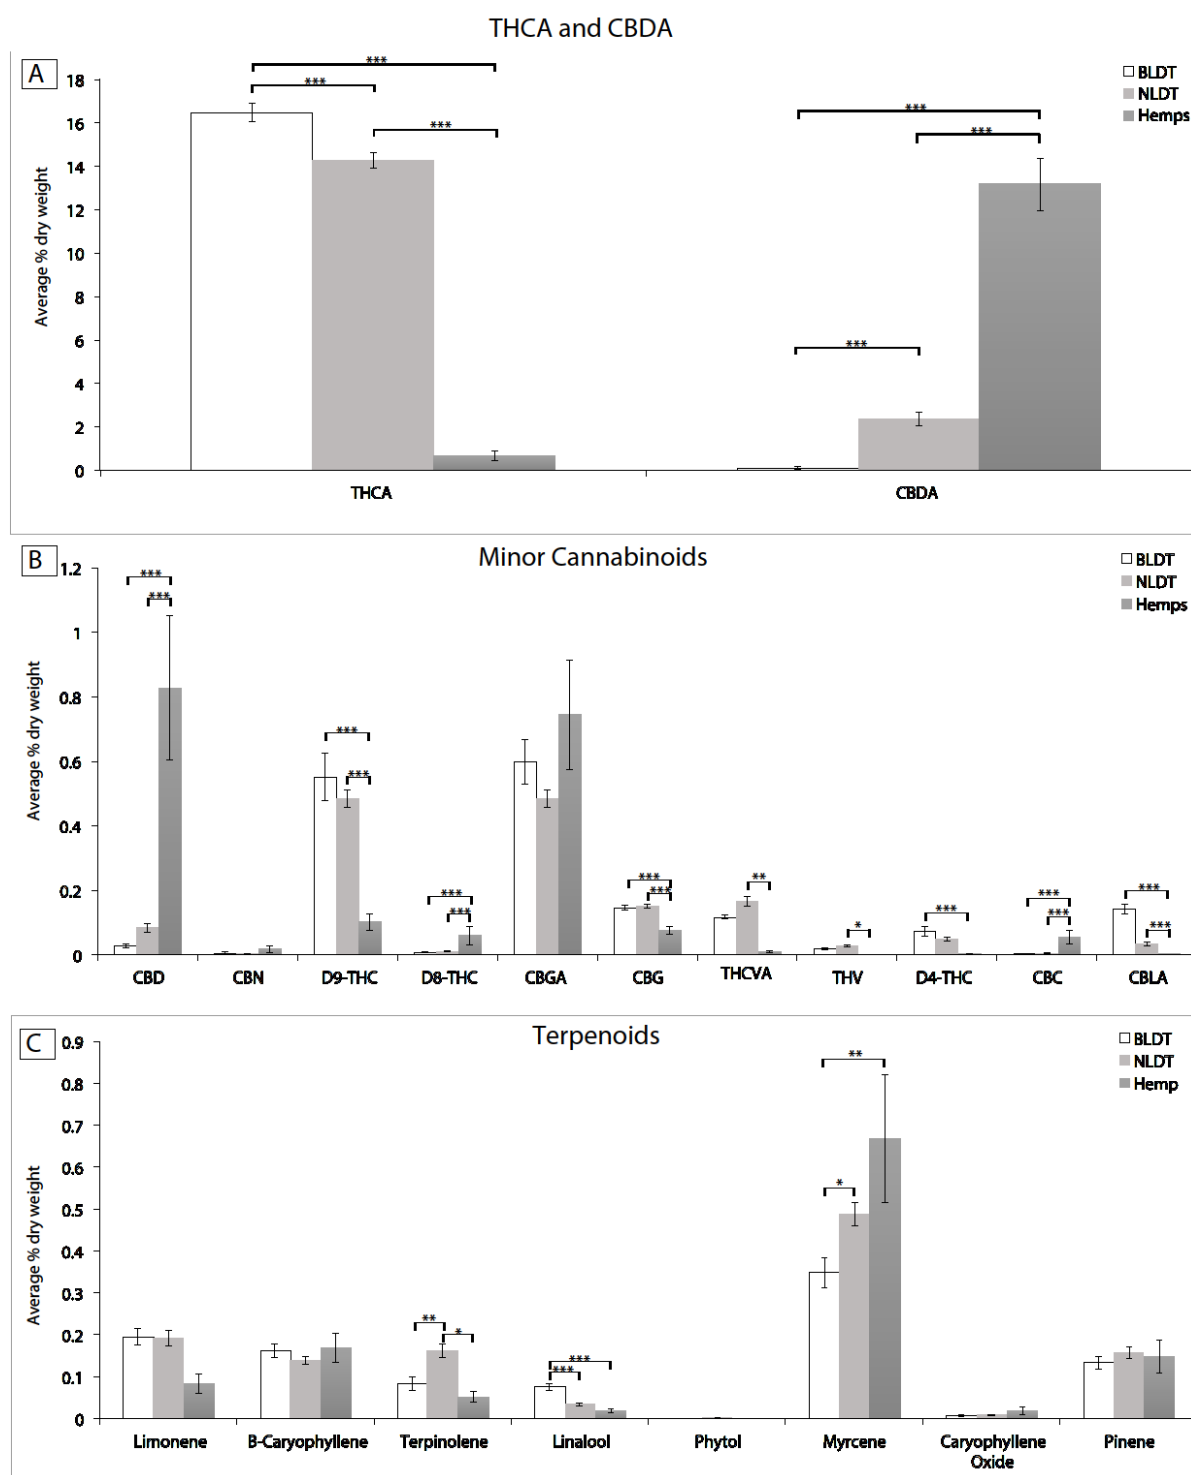 THCA and CBDA
A
BLDT
NLDT
Hemps
Average % dry weight
18
16
14
12
10
8
6
4
2
0
***
***
***
***
***
***
THCA
CBDA
B
Minor Cannabinoids
BLDT
NLDT
Hemps
Average % dry weight
1.2
1
0.8
0.6
0.4
0.2
0
***
***
***
***
***
***
***
***
**
*
***
***
***
***
***
CBD
CBN
D9-THC
D8-THC
CBGA
CBG
THCVA
THV
D4-THC
CBC
CBLA
C
Terpenoids
BLDT
NLDT
Hemp
Average % dry weight
0.9
0.8
0.7
0.6
0.5
0.4
0.3
0.2
0.1
0
**
*
***
***
**
*
Limonene
B-Caryophyllene
Terpinolene
Linalool
Phytol
Myrcene
Caryophyllene
Oxide
Pinene